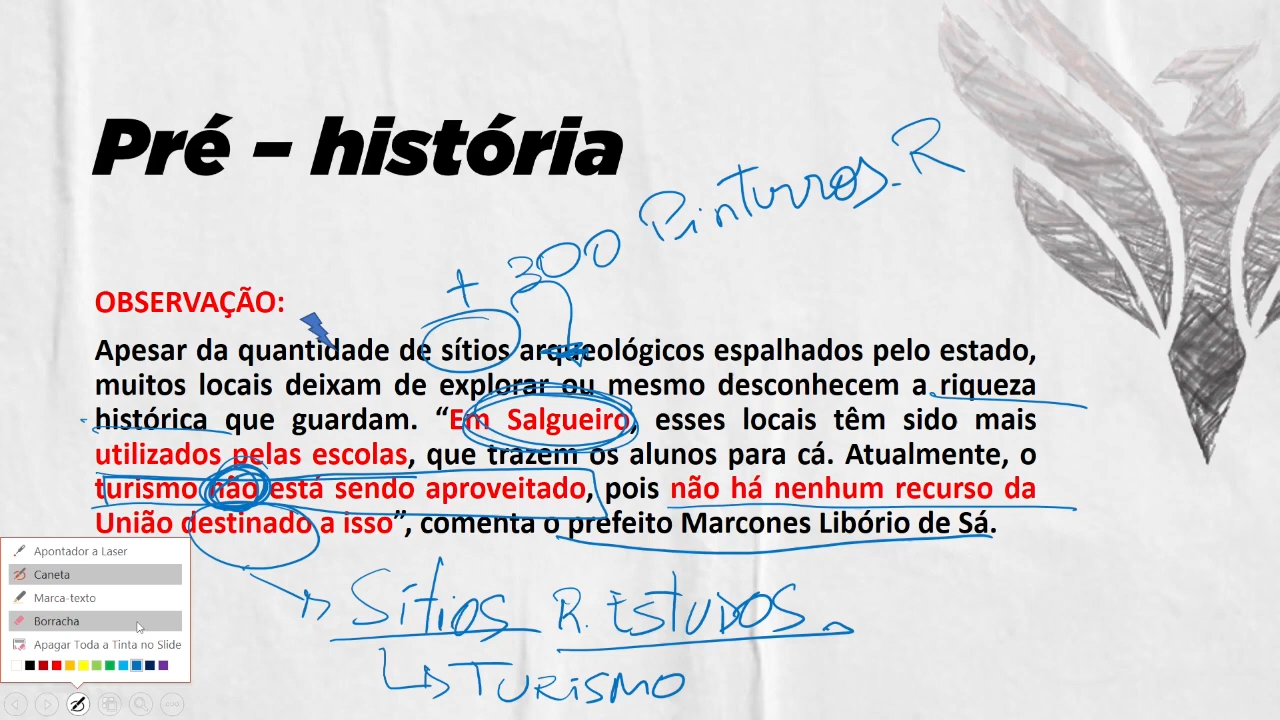 Pré – história
+ 300 Pinturras. R
OBSERVAÇÃO:
Apesar da quantidade de sítios arqueológicos espalhados pelo estado,
muitos locais deixam de explorar ou mesmo desconhecem a riqueza
histórica que guardam. “Em Salgueiro, esses locais têm sido mais
utilizados pelas escolas, que trazem os alunos para cá. Atualmente, o
turismo não está sendo aproveitado, pois não há nenhum recurso da
União destinado a isso”, comenta o prefeito Marcones Libório de Sá.
Sítios R. ESTUDOS
TURISMO
Apontador a Laser
Caneta
Marca-texto
Borracha
Apagar Toda a Tinta no Slide